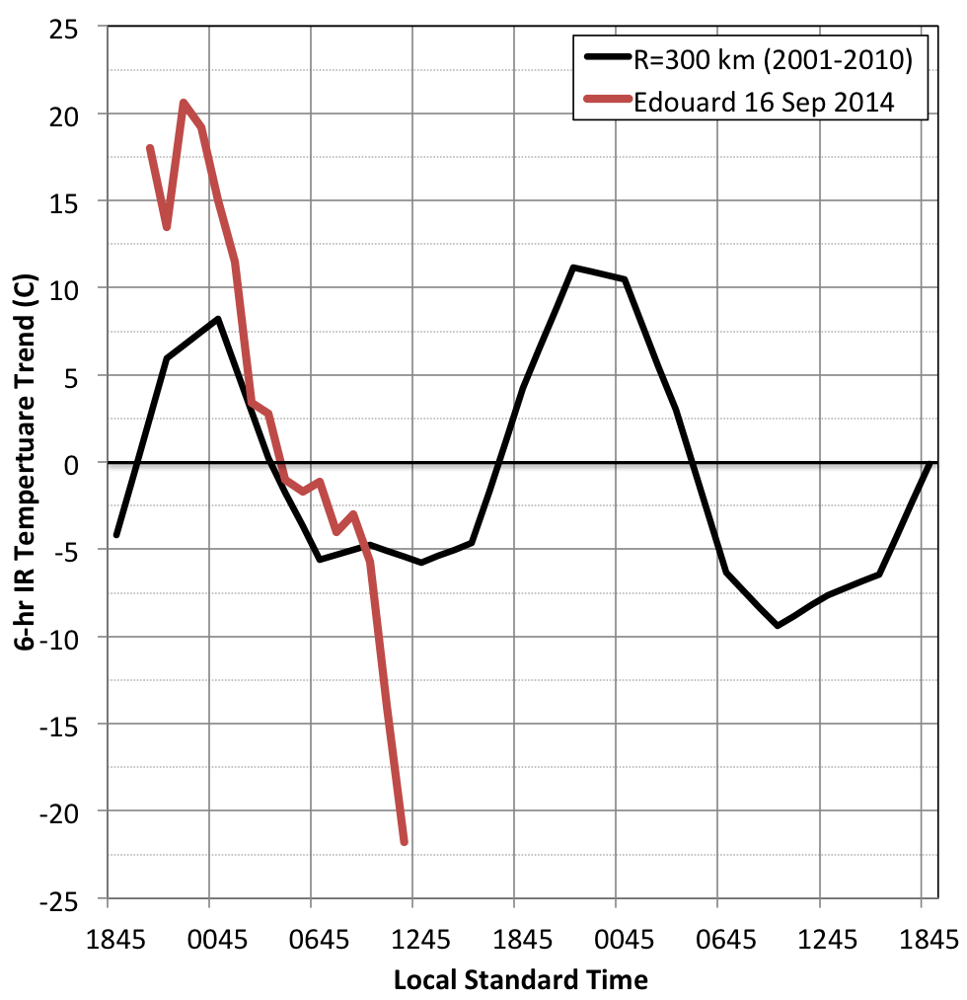 25
20
15
10
5
0
-5
-10
-15
-20
-25
6-hr IR Tempertuare Trend (C)
R=300 km (2001-2010)
Edouard 16 Sep 2014
1845 0045 0645 1245 1845 0045 0645 1245 1845
Local Standard Time